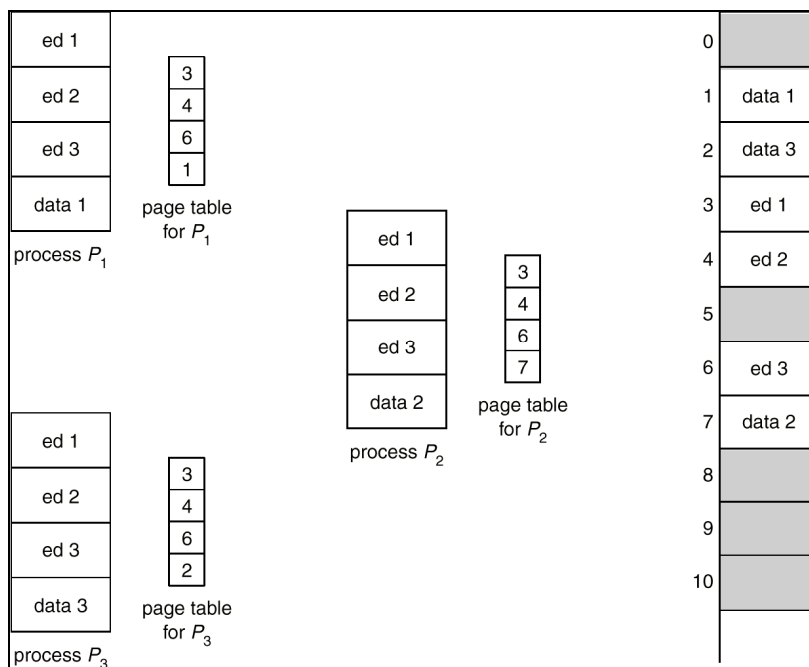 ed 1
ed 2
ed 3
data 1
process P1
3
4
6
1
page table
for P1
ed 1
ed 2
ed 3
data 2
process P2
3
4
6
7
page table
for P2
ed 1
ed 2
ed 3
data 3
process P3
3
4
6
2
page table
for P3
0
1 data 1
2 data 3
3 ed 1
4 ed 2
5
6 ed 3
7 data 2
8
9
10